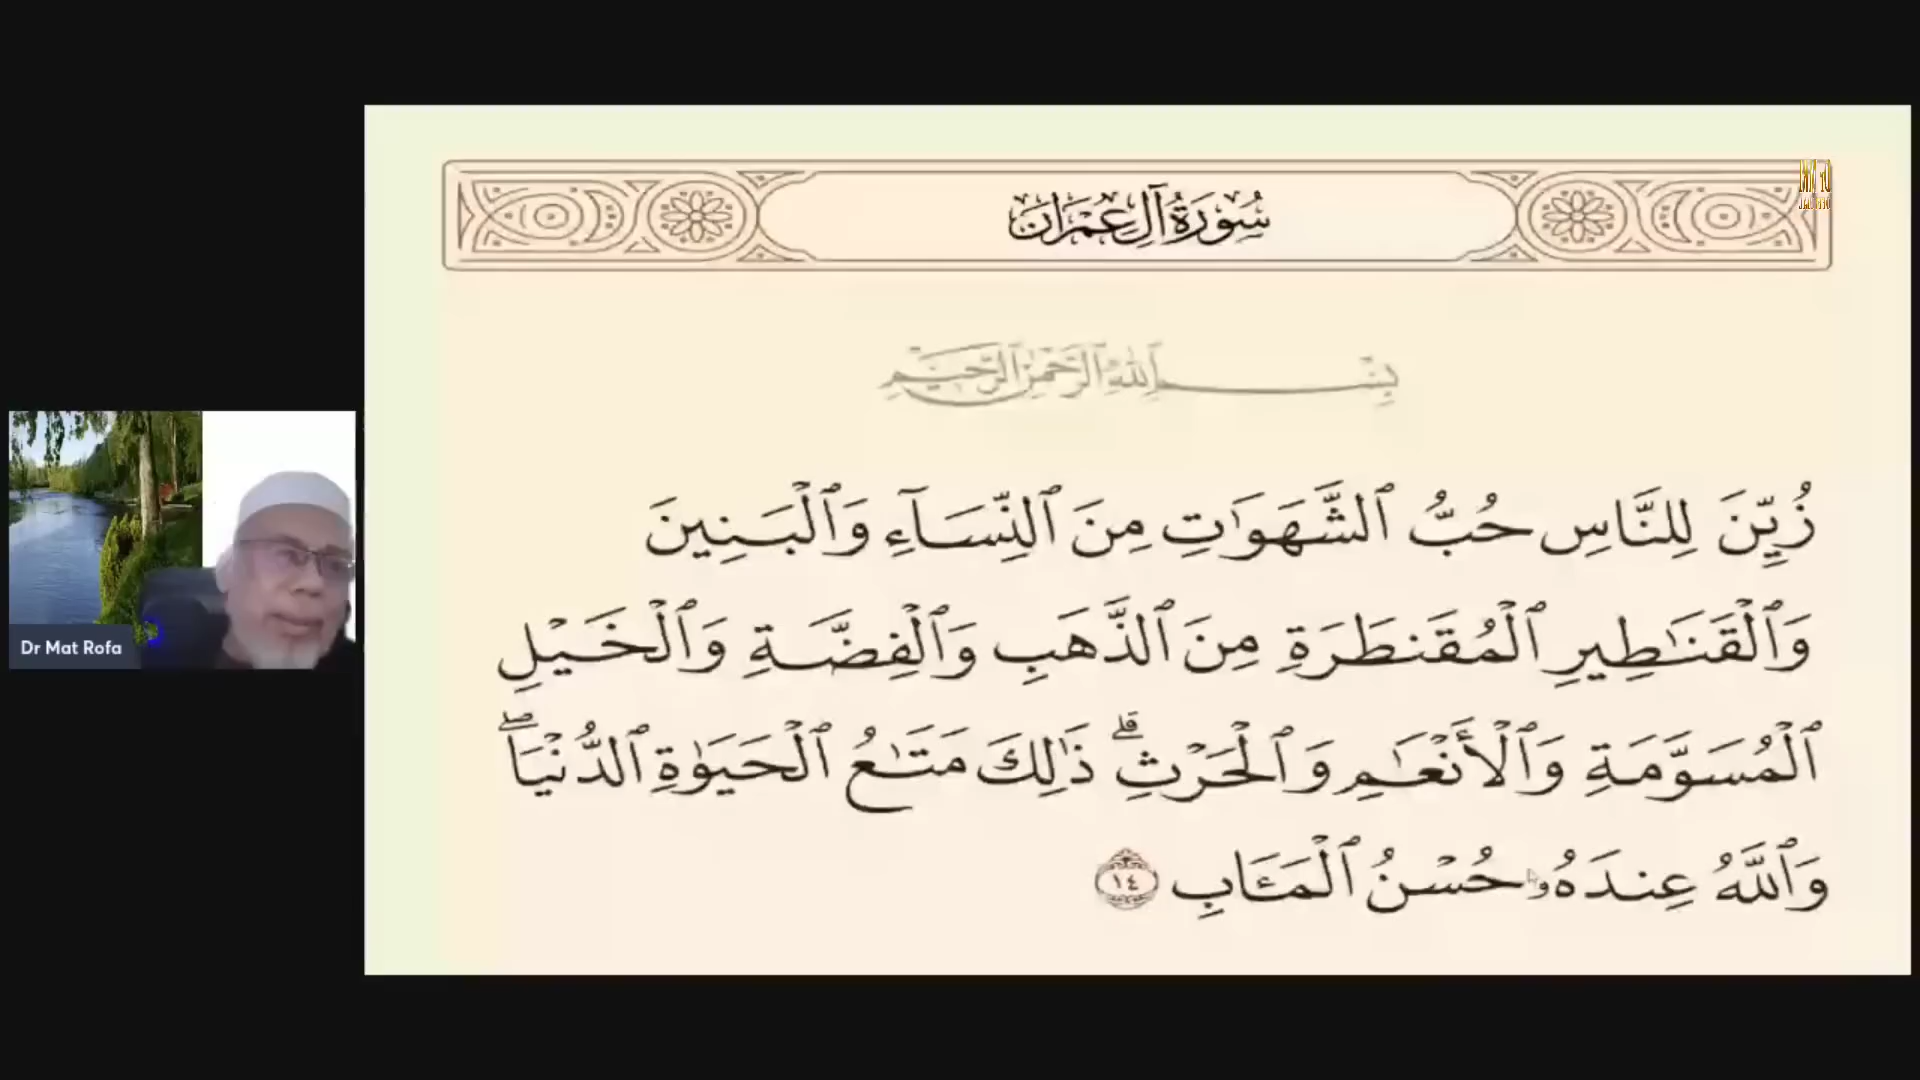 سُورَةُ آلِ عِمْرَانَ
بِسْمِ ٱللَّهِ ٱلرَّحْمَٰنِ ٱلرَّحِيمِ
زُيِّنَ لِلنَّاسِ حُبُّ ٱلشَّهَوَٰتِ مِنَ ٱلنِّسَآءِ وَٱلْبَنِينَ
وَٱلْقَنَٰطِيرِ ٱلْمُقَنطَرَةِ مِنَ ٱلذَّهَبِ وَٱلْفِضَّةِ وَٱلْخَيْلِ
ٱلْمُسَوَّمَةِ وَٱلْأَنْعَٰمِ وَٱلْحَرْثِ ۗ ذَٰلِكَ مَتَٰعُ ٱلْحَيَوٰةِ ٱلدُّنْيَا ۖ
وَٱللَّهُ عِندَهُۥ حُسْنُ ٱلْمَـَٔابِ ١٤
Dr Mat Rofa